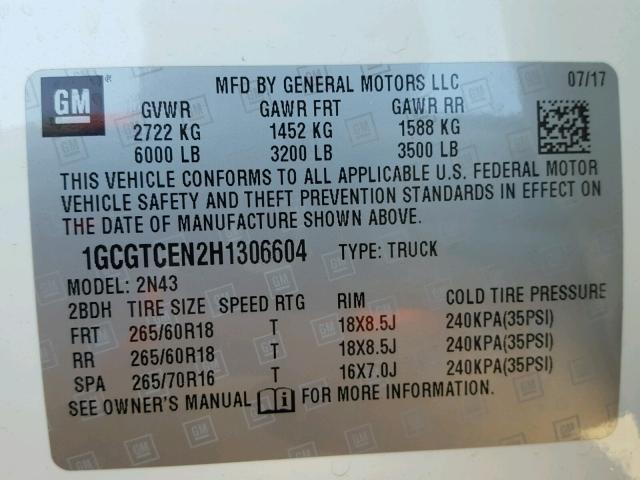 GM ® MFD BY GENERAL MOTORS LLC 07/17
GVWR GAWR FRT GAWR RR
2722 KG 1452 KG 1588 KG
6000 LB 3200 LB 3500 LB
THIS VEHICLE CONFORMS TO ALL APPLICABLE U.S. FEDERAL MOTOR
VEHICLE SAFETY AND THEFT PREVENTION STANDARDS IN EFFECT ON
THE DATE OF MANUFACTURE SHOWN ABOVE.
1GCGTCEN2H1306604 TYPE: TRUCK
MODEL: 2N43
2BDH TIRE SIZE SPEED RTG RIM COLD TIRE PRESSURE
FRT 265/60R18 T 18X8.5J 240KPA(35PSI)
RR 265/60R18 T 18X8.5J 240KPA(35PSI)
SPA 265/70R16 T 16X7.0J 240KPA(35PSI)
SEE OWNER'S MANUAL i FOR MORE INFORMATION.